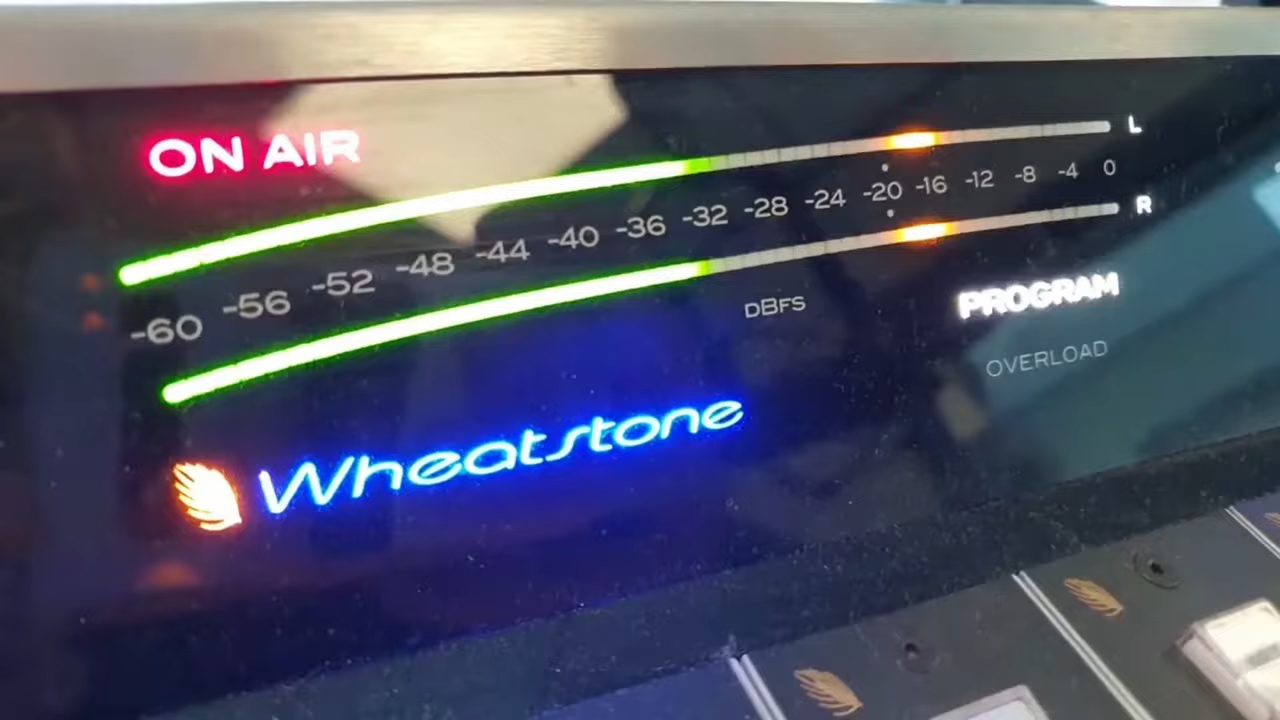 ON AIR
L
-60 -56 -52 -48 -44 -40 -36 -32 -28 -24 -20 -16 -12 -8 -4 0
R
DBFS
PROGRAM
OVERLOAD
Wheatstone